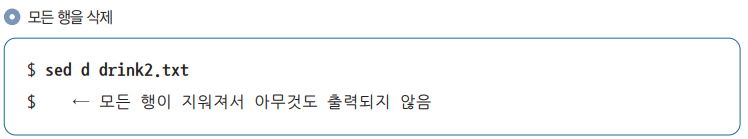 모든 행을 삭제
$ sed d drink2.txt
$ ← 모든 행이 지워져서 아무것도 출력되지 않음